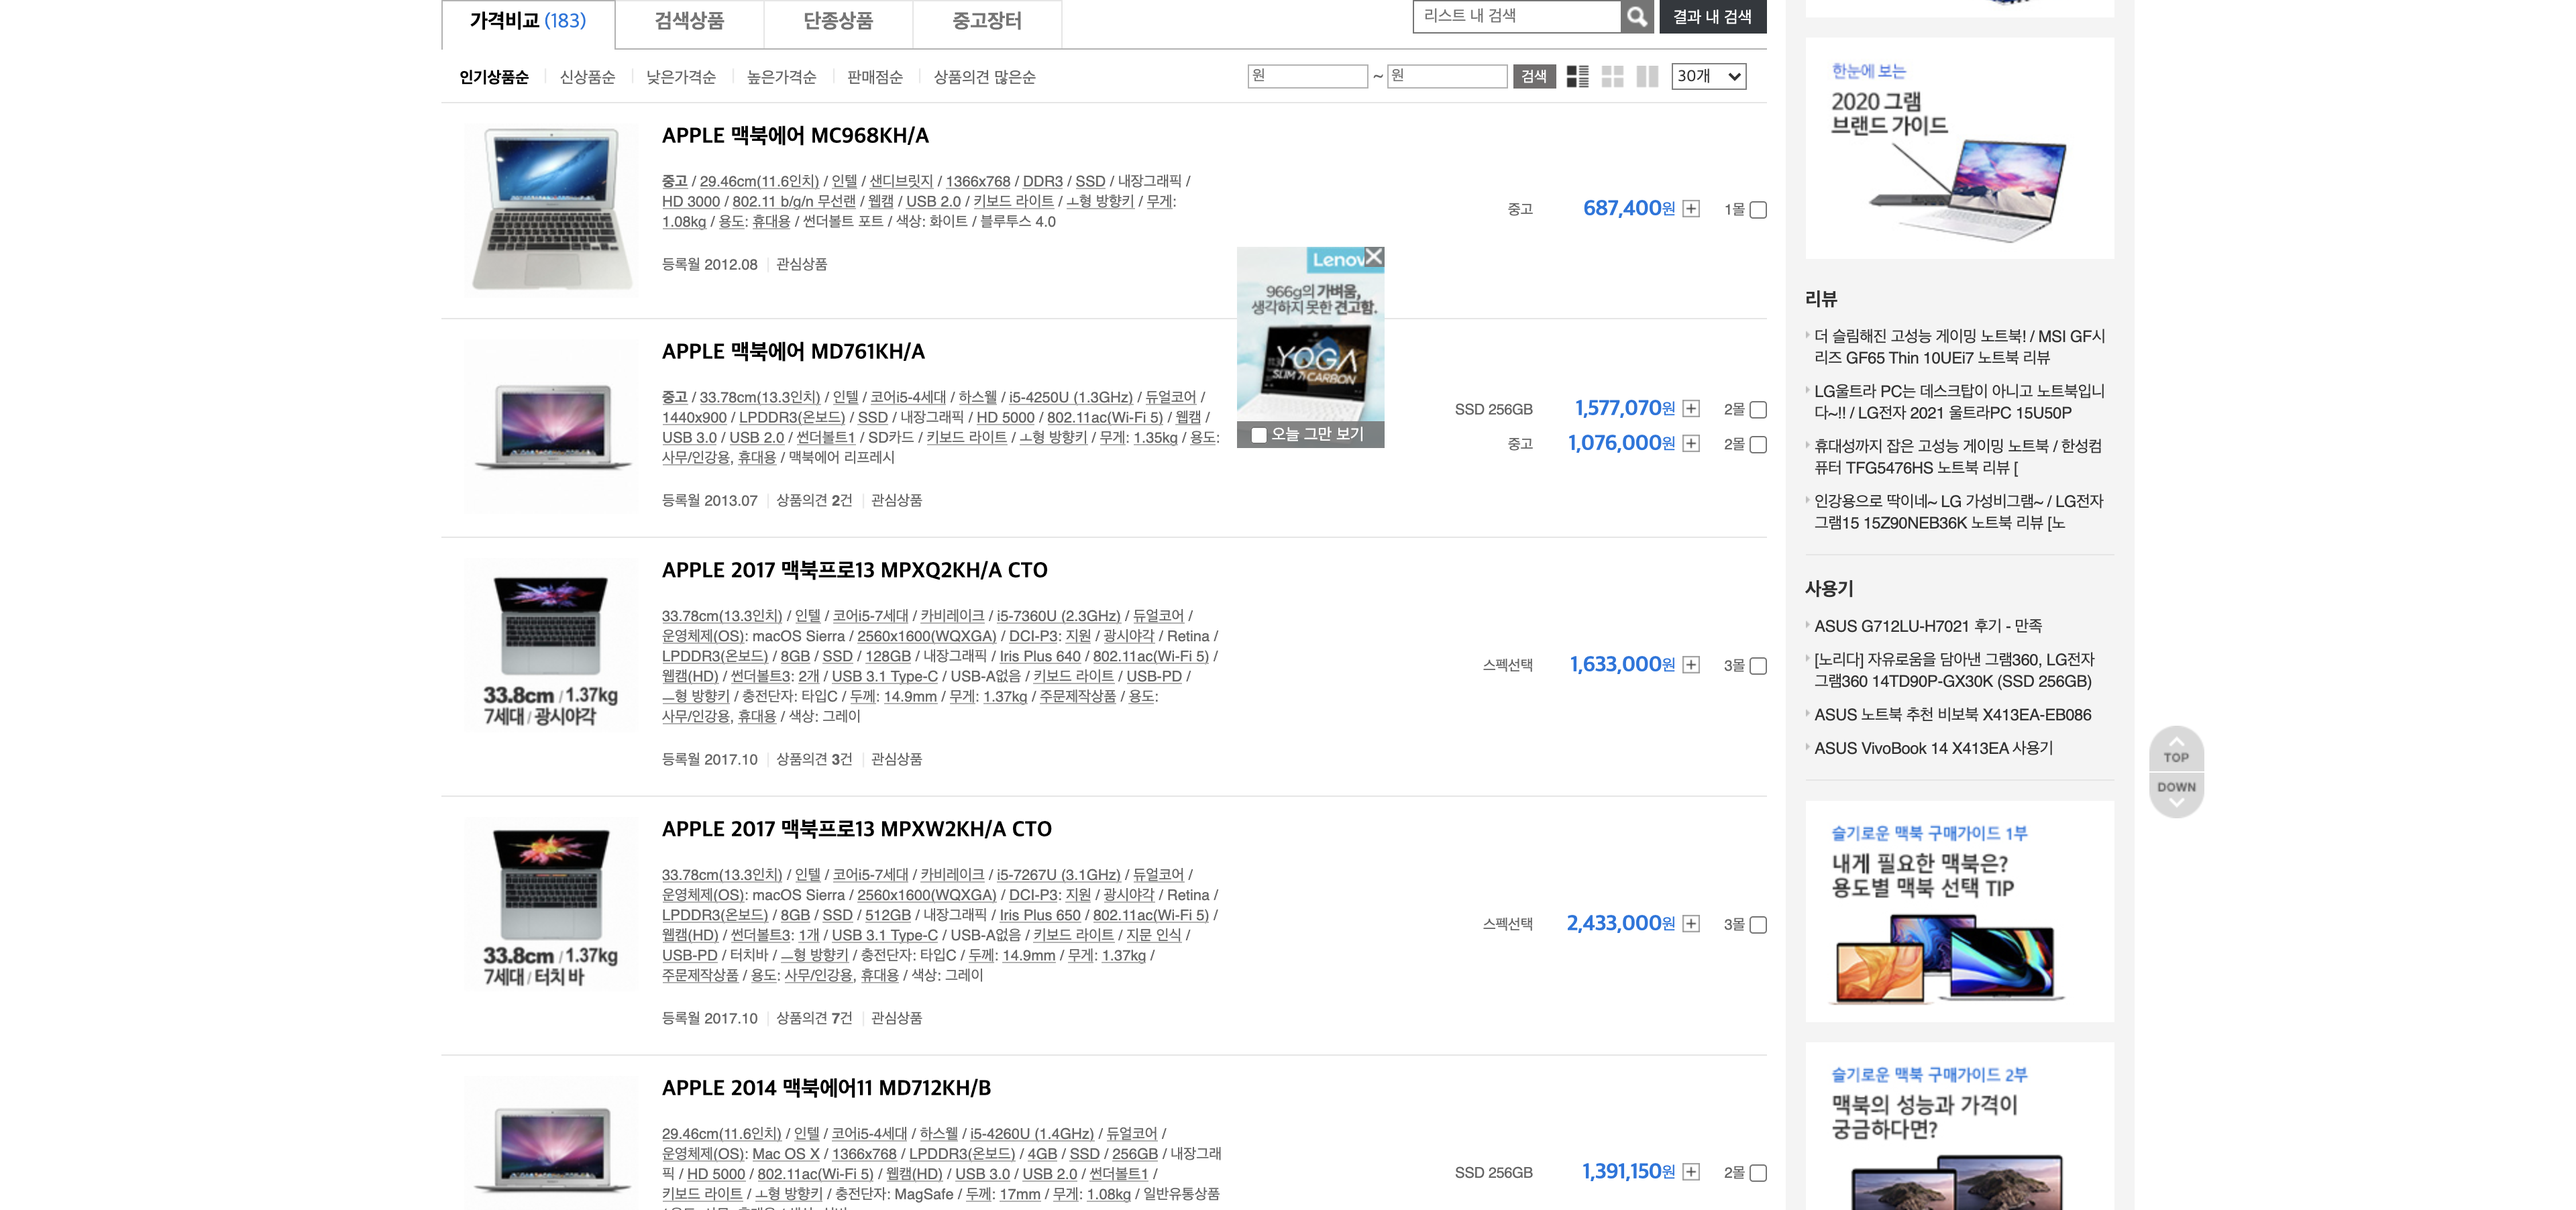 가격비교 (183)
검색상품
단종상품
중고장터
리스트 내 검색
결과 내 검색
인기상품순
신상품순
낮은가격순
높은가격순
판매점순
상품의견 많은순
원 ~ 원 검색
30개
APPLE 맥북에어 MC968KH/A
중고 / 29.46cm(11.6인치) / 인텔 / 샌디브릿지 / 1366x768 / DDR3 / SSD / 내장그래픽 /
HD 3000 / 802.11 b/g/n 무선랜 / 웹캠 / USB 2.0 / 키보드 라이트 / ㅗ형 방향키 / 무게:
1.08kg / 용도: 휴대용 / 썬더볼트 포트 / 색상: 화이트 / 블루투스 4.0
등록월 2012.08 관심상품
중고 687,400원 1몰
Lenov
966g의 가벼움,
생각하지 못한 견고함.
YOGA
SLIM 7i CARBON
오늘 그만 보기
APPLE 맥북에어 MD761KH/A
중고 / 33.78cm(13.3인치) / 인텔 / 코어i5-4세대 / 하스웰 / i5-4250U (1.3GHz) / 듀얼코어 /
1440x900 / LPDDR3(온보드) / SSD / 내장그래픽 / HD 5000 / 802.11ac(Wi-Fi 5) / 웹캠 /
USB 3.0 / USB 2.0 / 썬더볼트1 / SD카드 / 키보드 라이트 / ㅗ형 방향키 / 무게: 1.35kg / 용도:
사무/인강용, 휴대용 / 맥북에어 리프레시
등록월 2013.07 상품의견 2건 관심상품
SSD 256GB 1,577,070원 2몰
중고 1,076,000원 2몰
APPLE 2017 맥북프로13 MPXQ2KH/A CTO
33.78cm(13.3인치) / 인텔 / 코어i5-7세대 / 카비레이크 / i5-7360U (2.3GHz) / 듀얼코어 /
운영체제(OS): macOS Sierra / 2560x1600(WQXGA) / DCI-P3: 지원 / 광시야각 / Retina /
LPDDR3(온보드) / 8GB / SSD / 128GB / 내장그래픽 / Iris Plus 640 / 802.11ac(Wi-Fi 5) /
웹캠(HD) / 썬더볼트3: 2개 / USB 3.1 Type-C / USB-A없음 / 키보드 라이트 / USB-PD /
ㅡ형 방향키 / 충전단자: 타입C / 두께: 14.9mm / 무게: 1.37kg / 주문제작상품 / 용도:
사무/인강용, 휴대용 / 색상: 그레이
33.8cm / 1.37kg
7세대 / 광시야각
등록월 2017.10 상품의견 3건 관심상품
스펙선택 1,633,000원 3몰
APPLE 2017 맥북프로13 MPXW2KH/A CTO
33.78cm(13.3인치) / 인텔 / 코어i5-7세대 / 카비레이크 / i5-7267U (3.1GHz) / 듀얼코어 /
운영체제(OS): macOS Sierra / 2560x1600(WQXGA) / DCI-P3: 지원 / 광시야각 / Retina /
LPDDR3(온보드) / 8GB / SSD / 512GB / 내장그래픽 / Iris Plus 650 / 802.11ac(Wi-Fi 5) /
웹캠(HD) / 썬더볼트3: 1개 / USB 3.1 Type-C / USB-A없음 / 키보드 라이트 / 지문 인식 /
USB-PD / 터치바 / ㅡ형 방향키 / 충전단자: 타입C / 두께: 14.9mm / 무게: 1.37kg /
주문제작상품 / 용도: 사무/인강용, 휴대용 / 색상: 그레이
33.8cm / 1.37kg
7세대 / 터치 바
등록월 2017.10 상품의견 7건 관심상품
스펙선택 2,433,000원 3몰
APPLE 2014 맥북에어11 MD712KH/B
29.46cm(11.6인치) / 인텔 / 코어i5-4세대 / 하스웰 / i5-4260U (1.4GHz) / 듀얼코어 /
운영체제(OS): Mac OS X / 1366x768 / LPDDR3(온보드) / 4GB / SSD / 256GB / 내장그래
픽 / HD 5000 / 802.11ac(Wi-Fi 5) / 웹캠(HD) / USB 3.0 / USB 2.0 / 썬더볼트1 /
키보드 라이트 / ㅗ형 방향키 / 충전단자: MagSafe / 두께: 17mm / 무게: 1.08kg / 일반유통상품
SSD 256GB 1,391,150원 2몰
한눈에 보는
2020 그램
브랜드 가이드
리뷰
더 슬림해진 고성능 게이밍 노트북! / MSI GF시
리즈 GF65 Thin 10UEi7 노트북 리뷰
LG울트라 PC는 데스크탑이 아니고 노트북입니
다~!! / LG전자 2021 울트라PC 15U50P
휴대성까지 잡은 고성능 게이밍 노트북 / 한성컴
퓨터 TFG5476HS 노트북 리뷰 [
인강용으로 딱이네~ LG 가성비그램~ / LG전자
그램15 15Z90NEB36K 노트북 리뷰 [노
사용기
ASUS G712LU-H7021 후기 - 만족
[노리다] 자유로움을 담아낸 그램360, LG전자
그램360 14TD90P-GX30K (SSD 256GB)
ASUS 노트북 추천 비보북 X413EA-EB086
ASUS VivoBook 14 X413EA 사용기
슬기로운 맥북 구매가이드 1부
내게 필요한 맥북은?
용도별 맥북 선택 TIP
슬기로운 맥북 구매가이드 2부
맥북의 성능과 가격이
궁금하다면?
TOP
DOWN